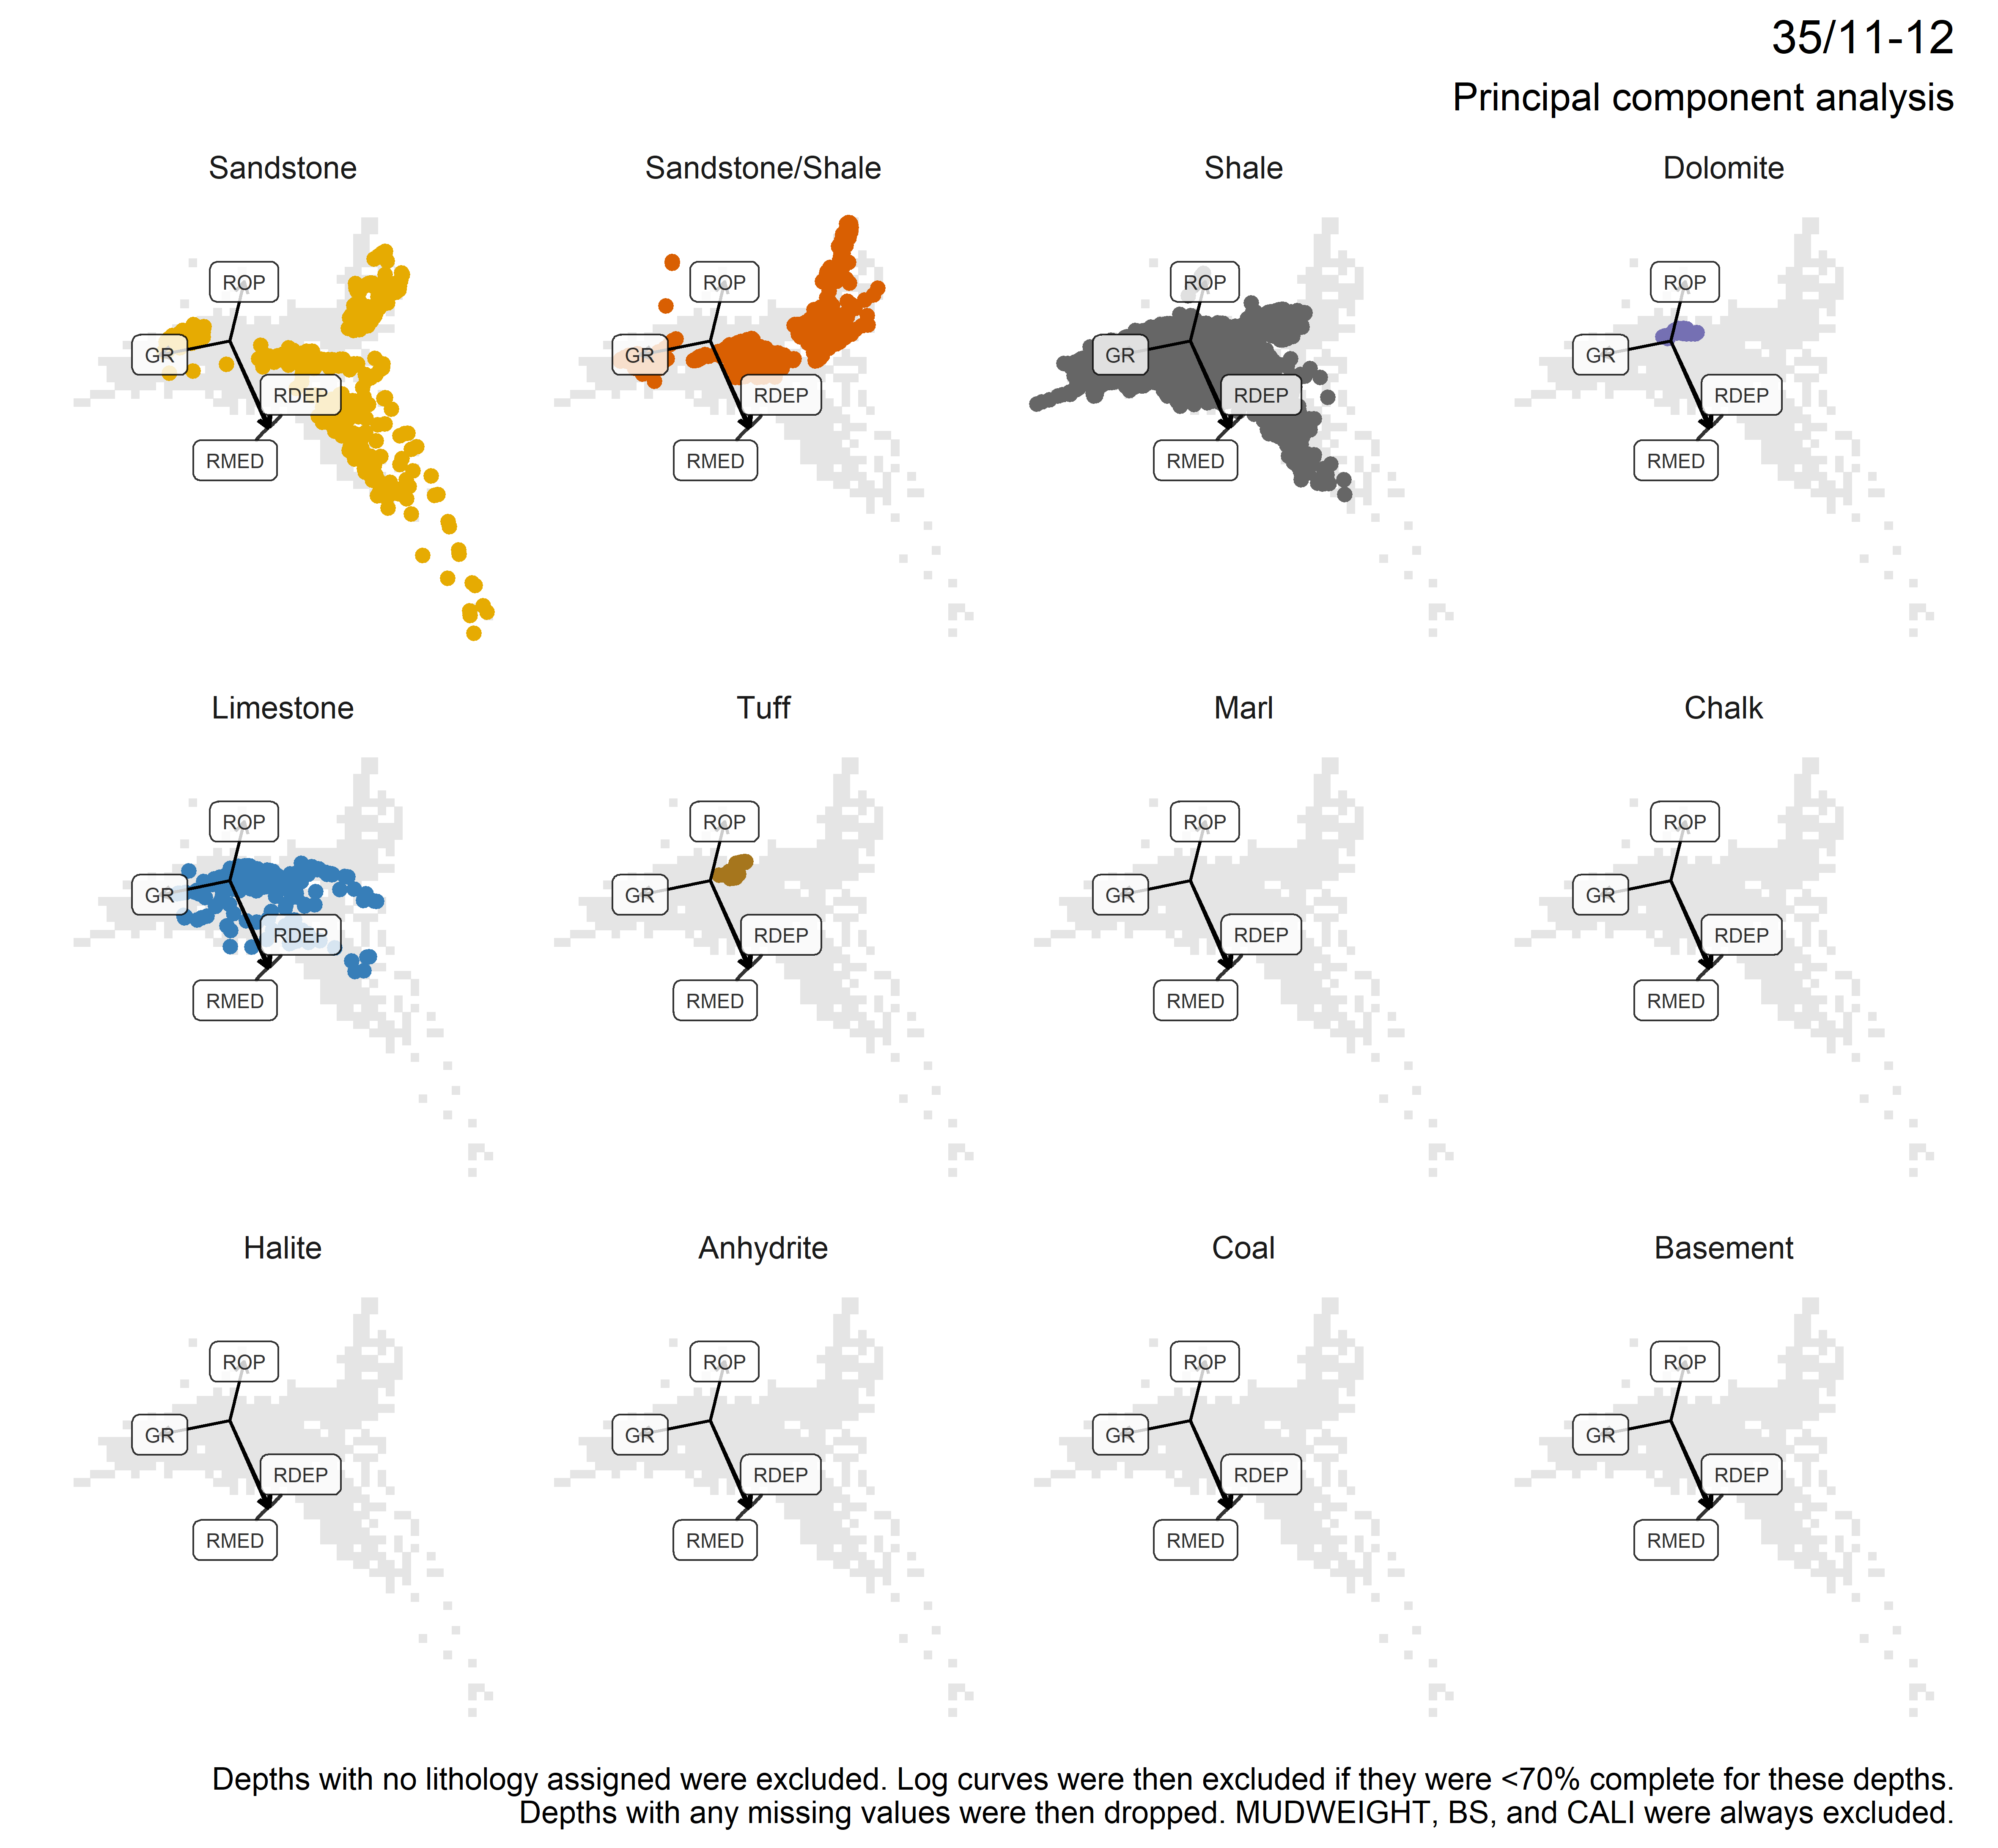 35/11-12
Principal component analysis
Sandstone
Sandstone/Shale
Shale
Dolomite
ROP
GR
RDEP
RMED
ROP
GR
RDEP
RMED
ROP
GR
RDEP
RMED
ROP
GR
RDEP
RMED
Limestone
Tuff
Marl
Chalk
ROP
GR
RDEP
RMED
ROP
GR
RDEP
RMED
ROP
GR
RDEP
RMED
ROP
GR
RDEP
RMED
Halite
Anhydrite
Coal
Basement
ROP
GR
RDEP
RMED
ROP
GR
RDEP
RMED
ROP
GR
RDEP
RMED
ROP
GR
RDEP
RMED
Depths with no lithology assigned were excluded. Log curves were then excluded if they were <70% complete for these depths.
Depths with any missing values were then dropped. MUDWEIGHT, BS, and CALI were always excluded.